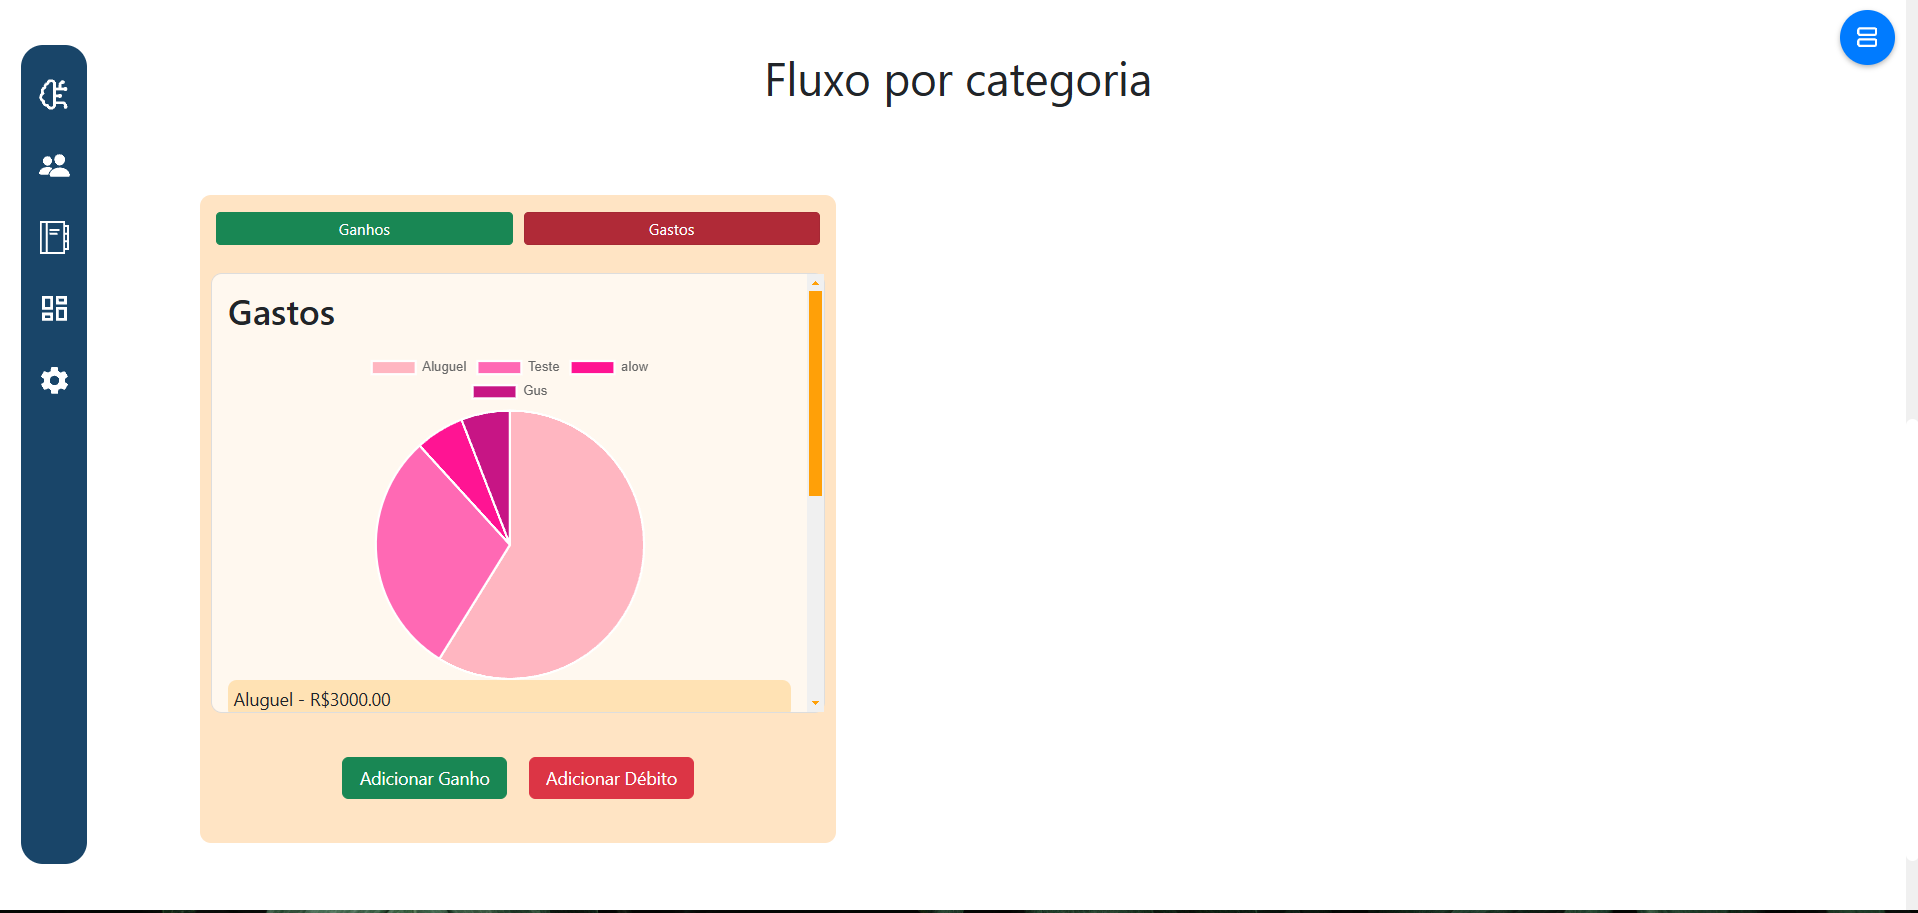 Fluxo por categoria
Ganhos Gastos
Gastos
Aluguel Teste alow
Gus
Aluguel - R$3000.00
Adicionar Ganho Adicionar Débito